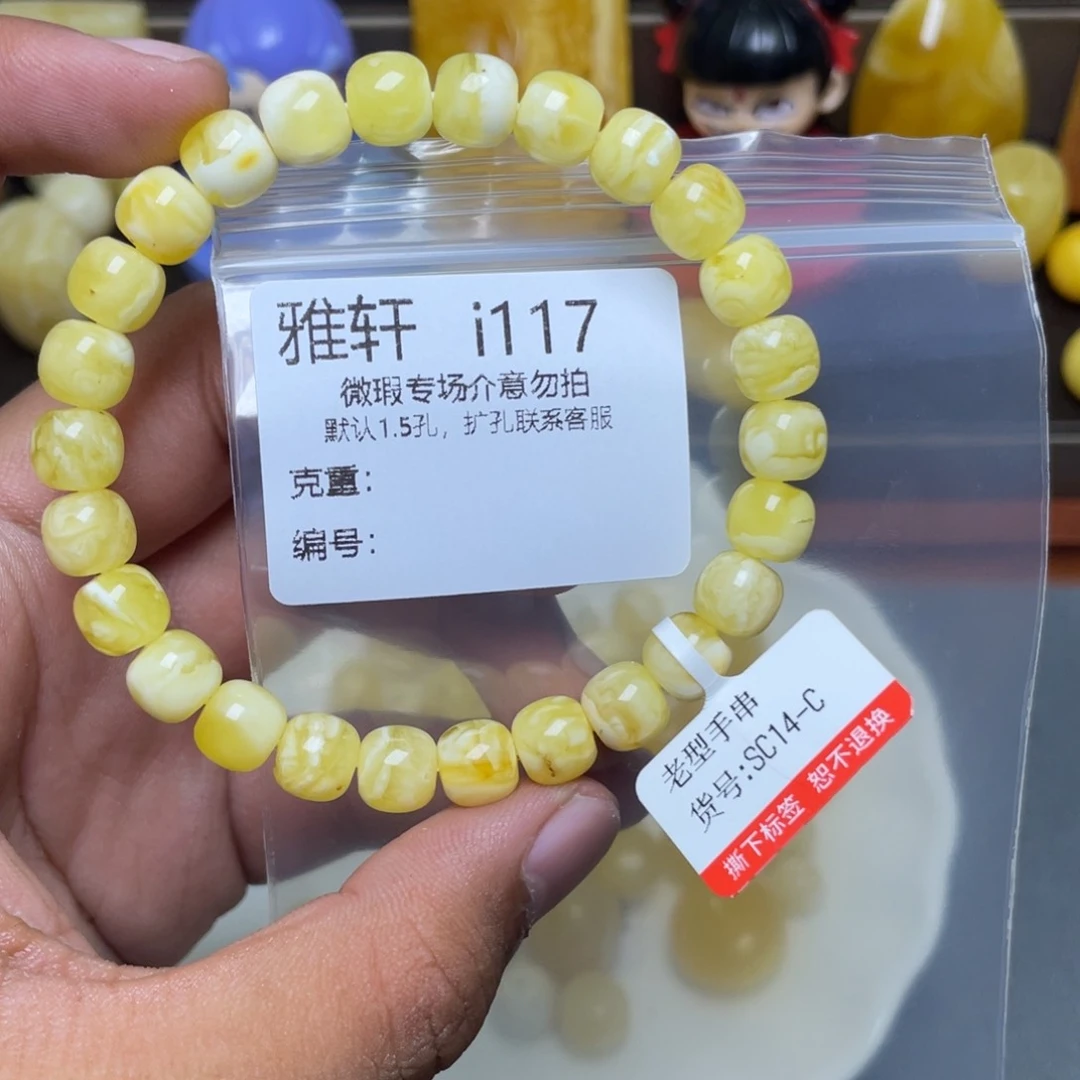 雅轩 i117
微瑕专场介意勿拍
默认1.5孔，扩孔联系客服
克重：
编号：
老型手串
货号:SC14-C
撕下标签 恕不退换